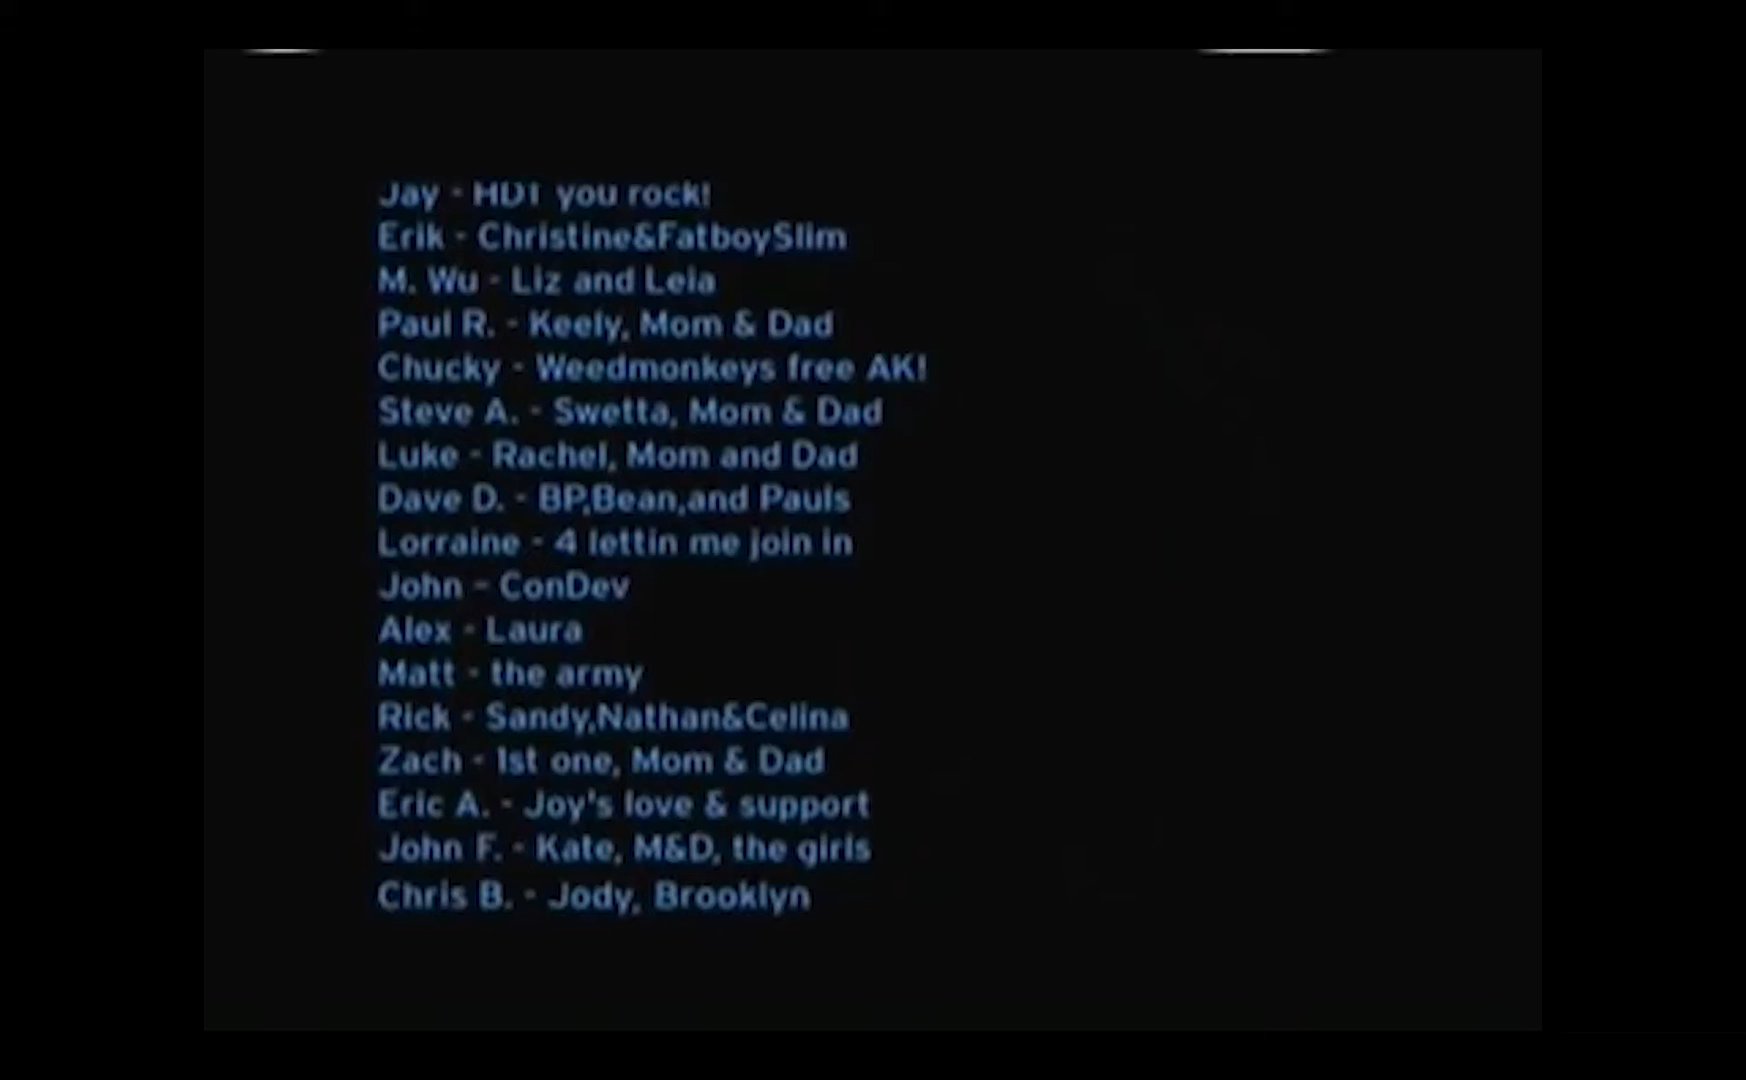 Jay - HDT you rock!
Erik - Christine&FatboySlim
M. Wu - Liz and Leia
Paul R. - Keely, Mom & Dad
Chucky - Weedmonkeys free AK!
Steve A. - Swetta, Mom & Dad
Luke - Rachel, Mom and Dad
Dave D. - BP,Bean,and Pauls
Lorraine - 4 lettin me join in
John - ConDev
Alex - Laura
Matt - the army
Rick - Sandy,Nathan&Celina
Zach - 1st one, Mom & Dad
Eric A. - Joy's love & support
John F. - Kate, M&D, the girls
Chris B. - Jody, Brooklyn